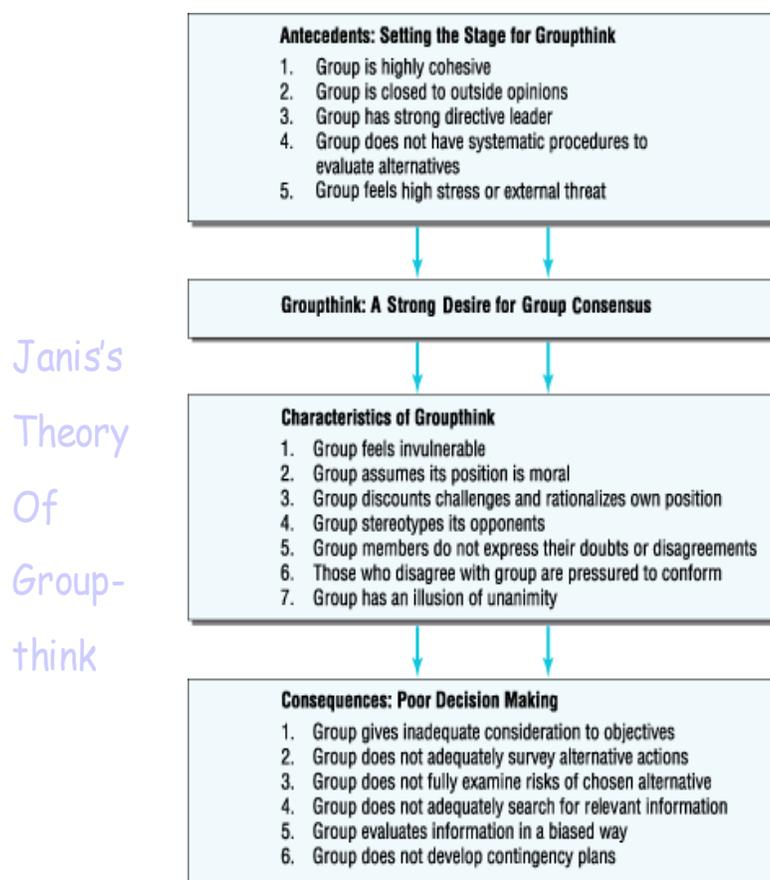 Janis's
Theory
Of
Group-
think
Antecedents: Setting the Stage for Groupthink
1. Group is highly cohesive
2. Group is closed to outside opinions
3. Group has strong directive leader
4. Group does not have systematic procedures to
evaluate alternatives
5. Group feels high stress or external threat
Groupthink: A Strong Desire for Group Consensus
Characteristics of Groupthink
1. Group feels invulnerable
2. Group assumes its position is moral
3. Group discounts challenges and rationalizes own position
4. Group stereotypes its opponents
5. Group members do not express their doubts or disagreements
6. Those who disagree with group are pressured to conform
7. Group has an illusion of unanimity
Consequences: Poor Decision Making
1. Group gives inadequate consideration to objectives
2. Group does not adequately survey alternative actions
3. Group does not fully examine risks of chosen alternative
4. Group does not adequately search for relevant information
5. Group evaluates information in a biased way
6. Group does not develop contingency plans